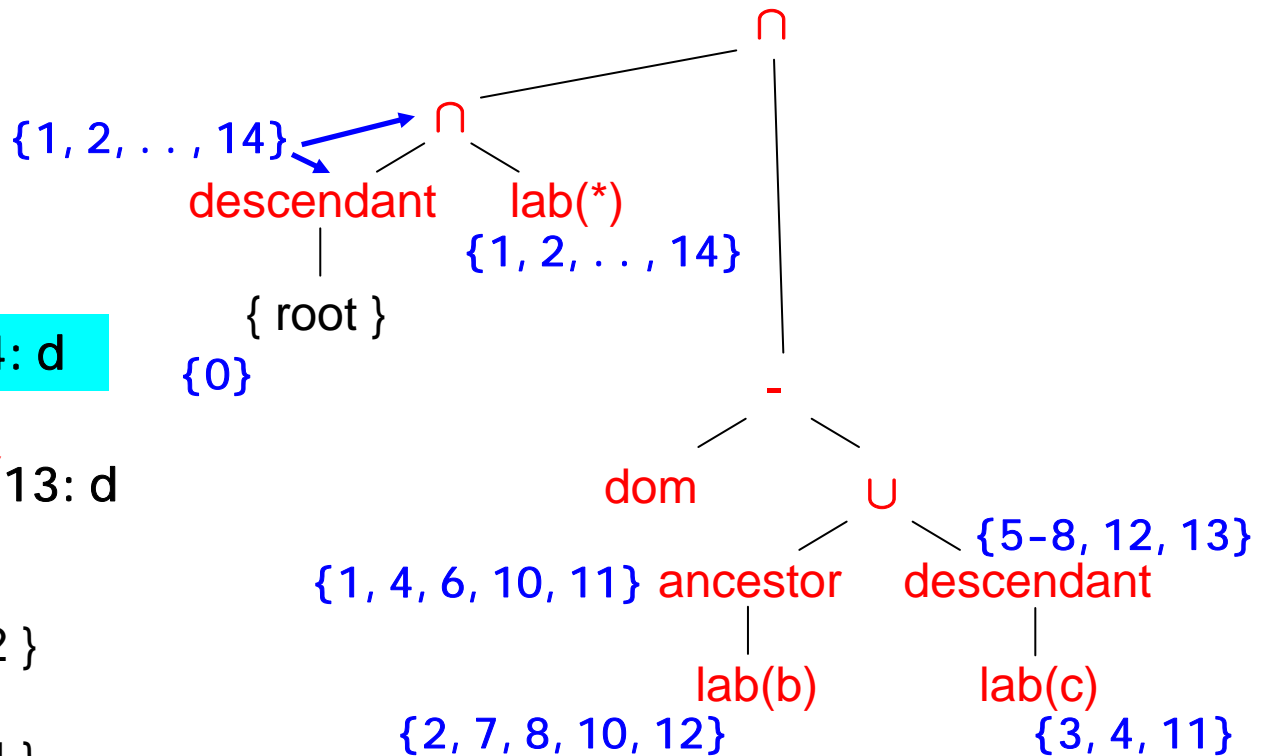 ∩
∩
{1, 2, . . , 14}
descendant lab(*)
{1, 2, . . , 14}
{ root }
: d
{0}
-
13: d
dom ∪
{5-8, 12, 13}
{1, 4, 6, 10, 11} ancestor descendant
2 }
lab(b) lab(c)
{2, 7, 8, 10, 12} {3, 4, 11}
}